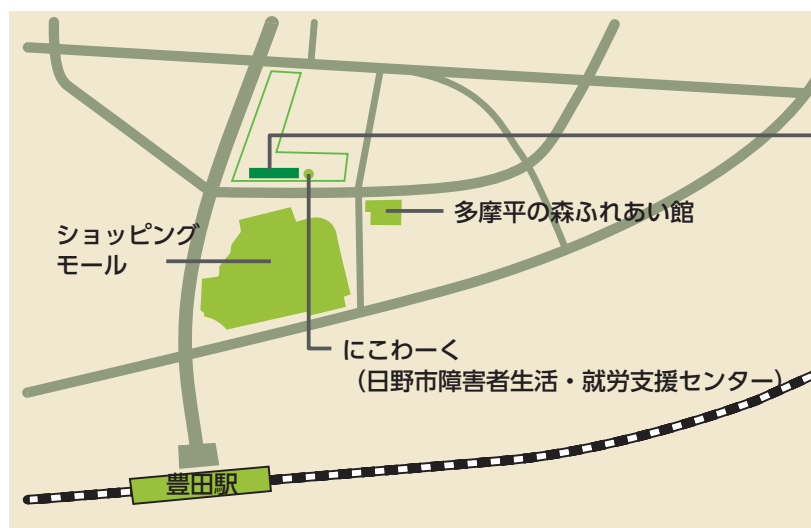 多摩平の森ふれあい館
ショッピング
モール
にこわーく
(日野市障害者生活・就労支援センター)
豊田駅